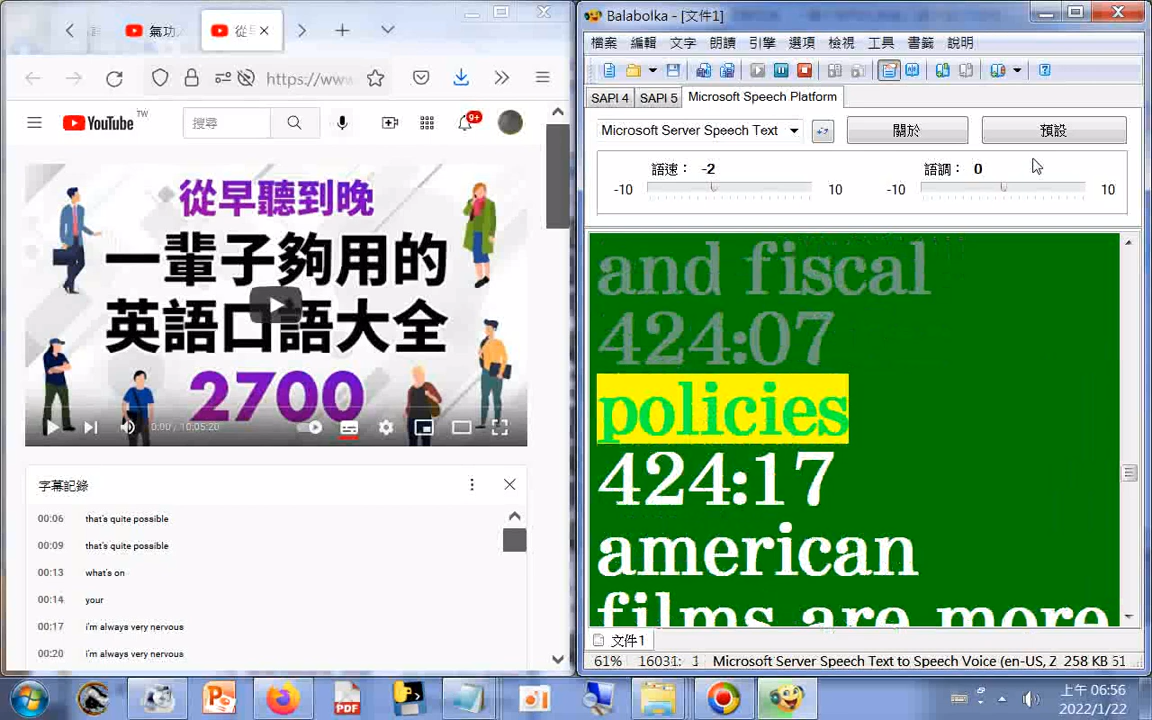 氣功
從
https://www.
YouTube TW
搜尋
9+
從早聽到晚
一輩子夠用的
英語口語大全
2700
0:00 / 10:05:20
字幕記錄
00:06 that's quite possible
00:09 that's quite possible
00:13 what's on
00:14 your
00:17 i'm always very nervous
00:20 i'm always very nervous
Balabolka - [文件1]
檔案 編輯 文字 朗讀 引擎 選項 檢視 工具 書籤 說明
SAPI 4 SAPI 5 Microsoft Speech Platform
Microsoft Server Speech Text 關於 預設
語速： -2 語調： 0
-10 10 -10 10
and fiscal
424:07
policies
424:17
american
films are more
文件1
61% 16031: 1 Microsoft Server Speech Text to Speech Voice (en-US, Z 258 KB 51
PDF
上午 06:56
2022/1/22